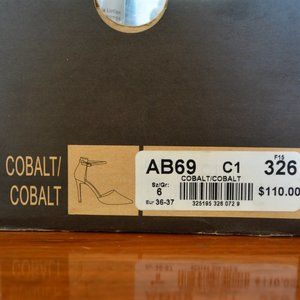 COBALT/
COBALT
AB69 C1 F15 326
COBALT/COBALT
Sz/Gr:
6
Eur 36-37
$110.00
325195 326 072 9